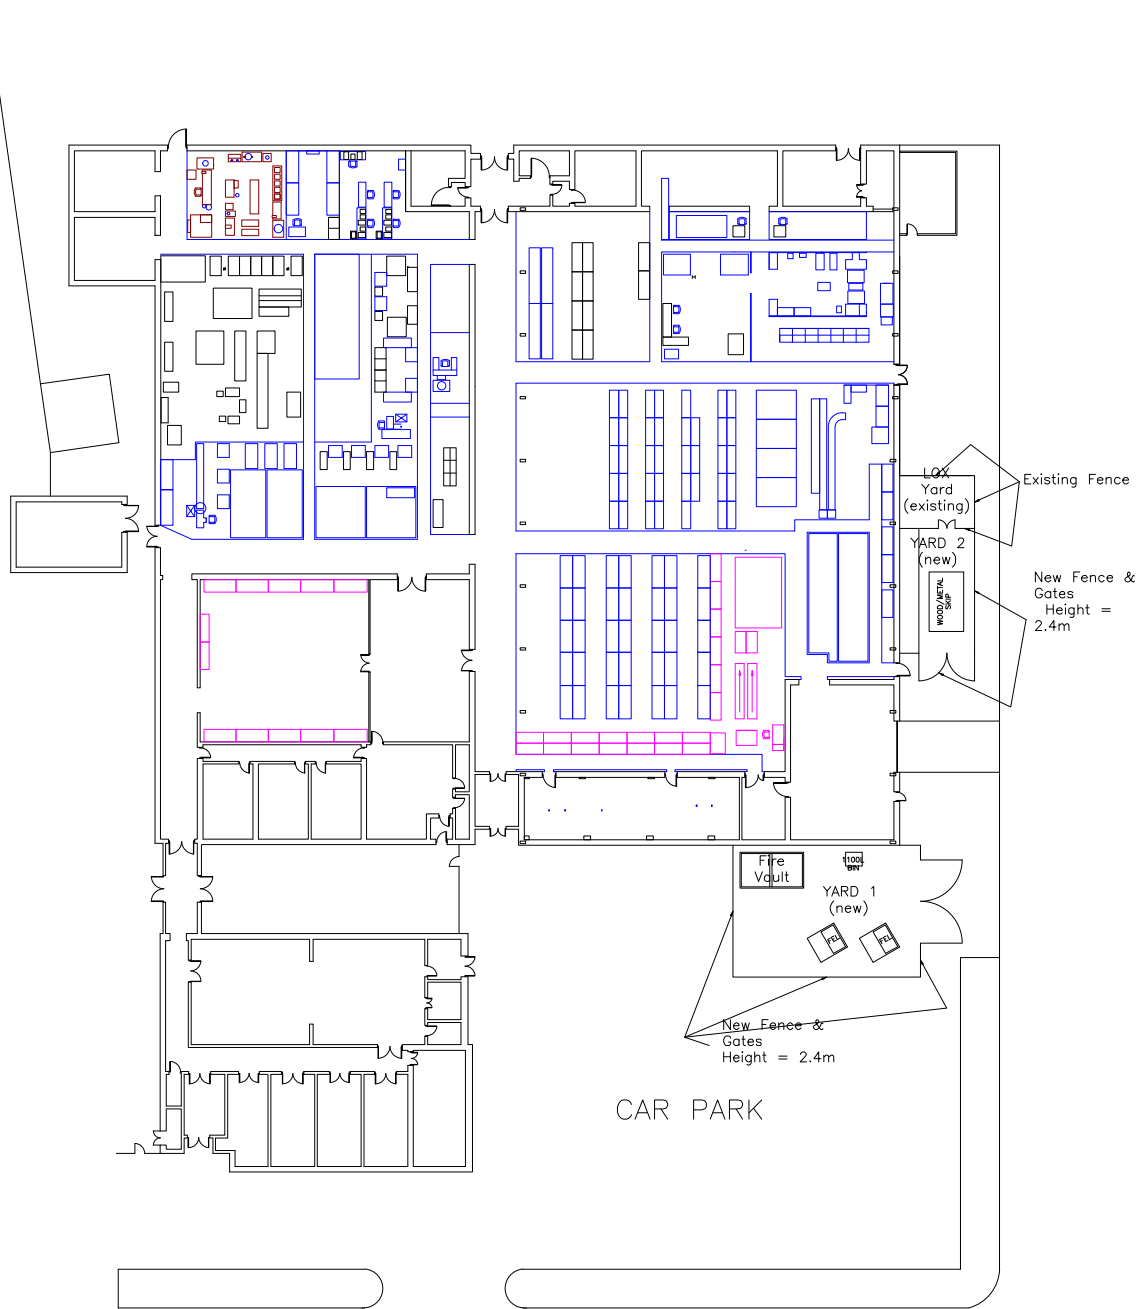 LOX
Yard
(existing)
Existing Fence
YARD 2
(new)
WOOD/METAL
SKIP
New Fence &
Gates
Height =
2.4m
Fire
Vault
1100L
BIN
YARD 1
(new)
FEL
FEL
New Fence &
Gates
Height = 2.4m
CAR PARK
H